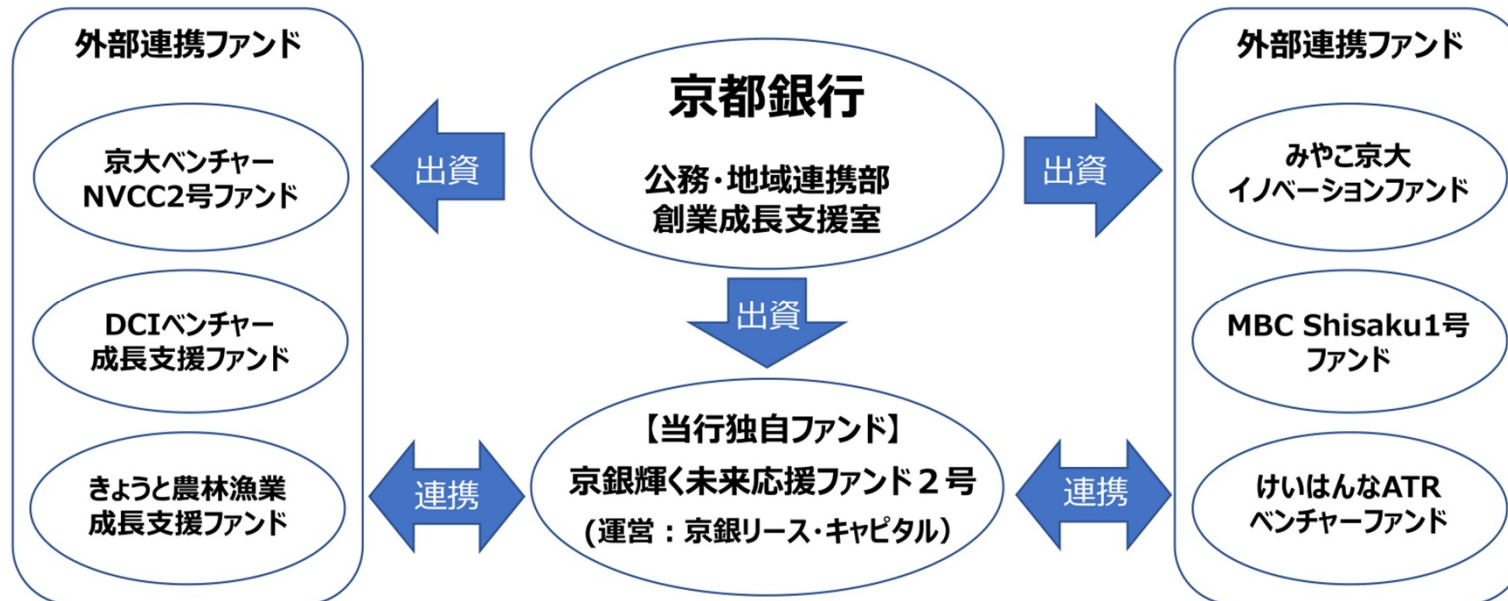 外部連携ファンド
京大ベンチャー
NVCC2号ファンド
DCIベンチャー
成長支援ファンド
きょうと農林漁業
成長支援ファンド
出資
京都銀行
公務・地域連携部
創業成長支援室
出資
出資
連携
【当行独自ファンド】
京銀輝く未来応援ファンド2号
(運営：京銀リース・キャピタル)
連携
外部連携ファンド
みやこ京大
イノベーションファンド
MBC Shisaku1号
ファンド
けいはんなATR
ベンチャーファンド